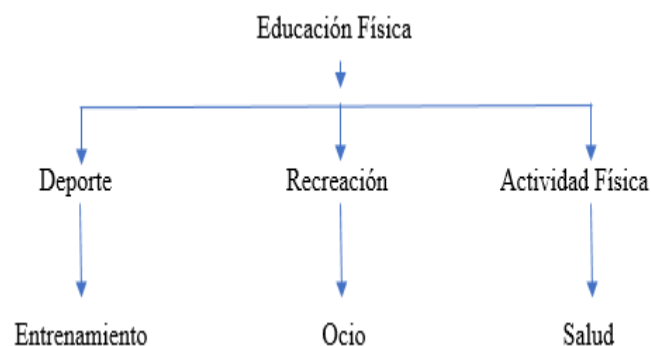 Educación Física
Deporte Recreación Actividad Física
Entrenamiento Ocio Salud